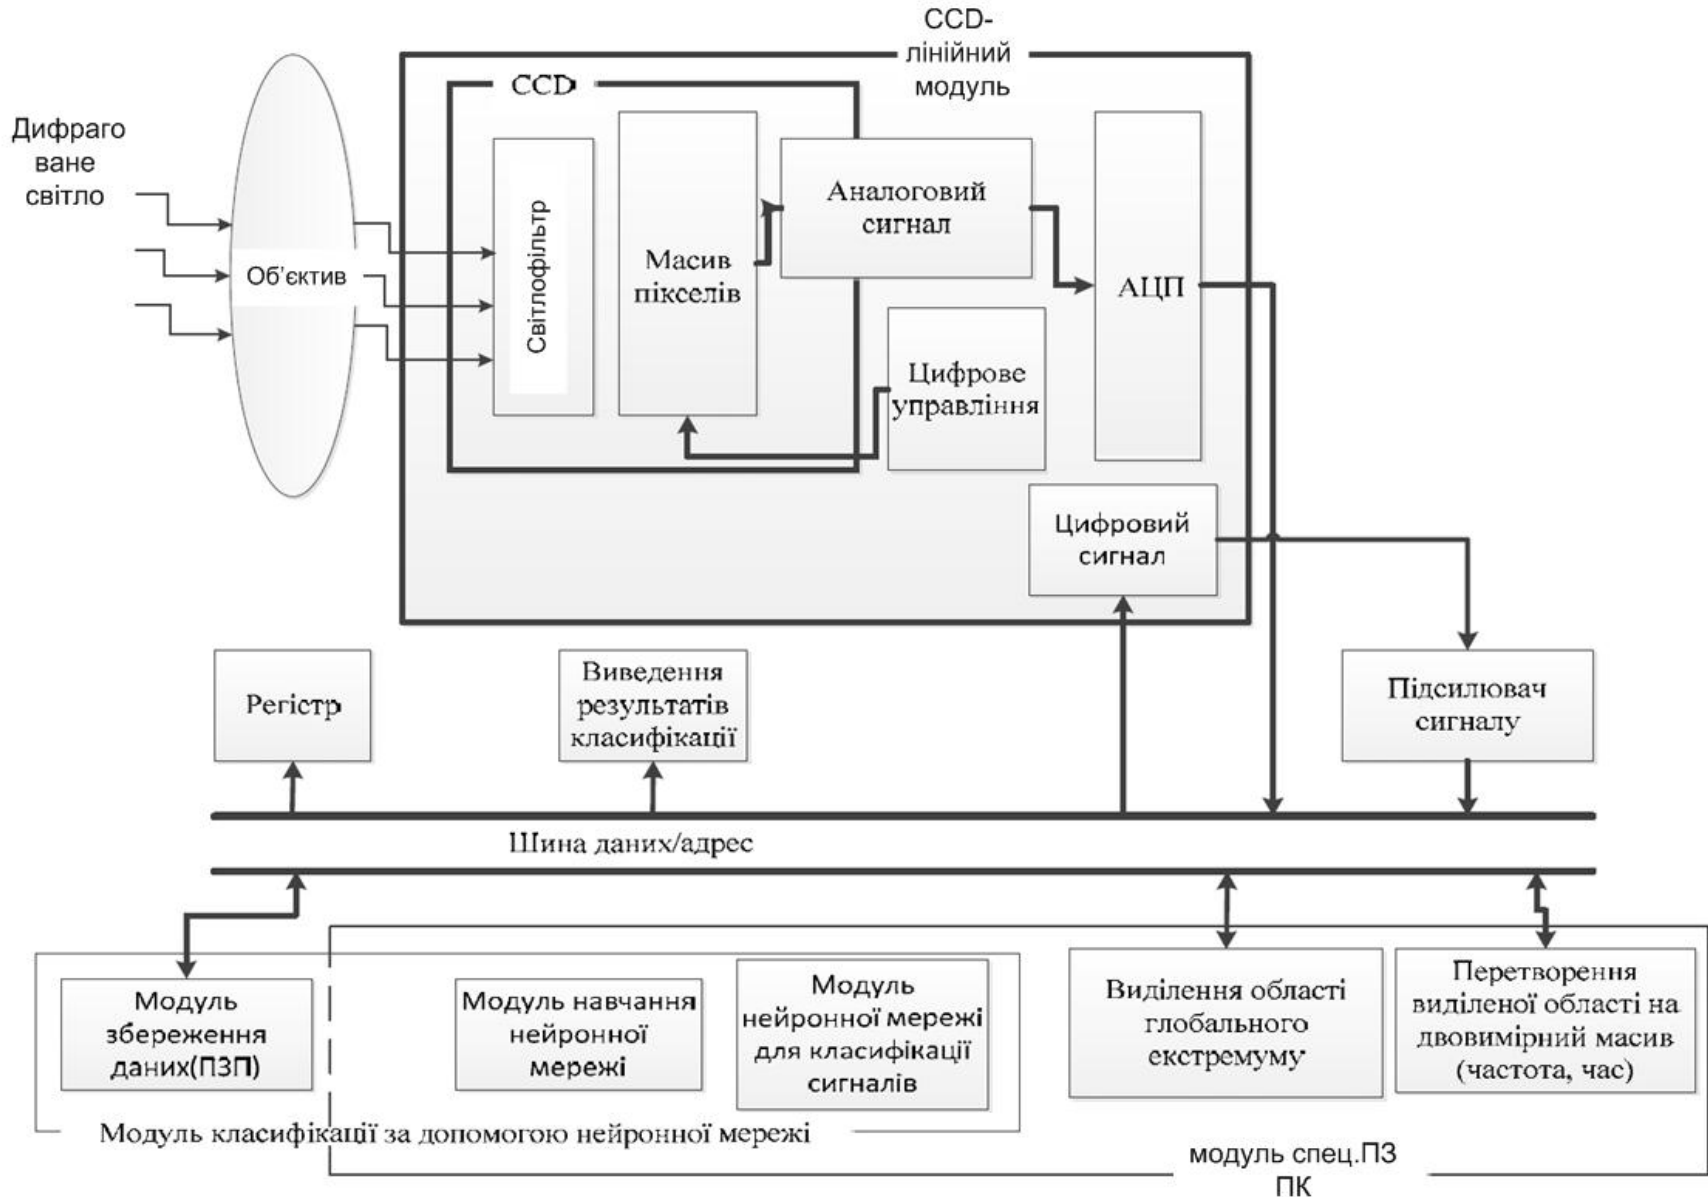 CCD-
лінійний
модуль
CCD
Дифраго
ване
світло
Об’єктив
Світлофільтр
Масив
пікселів
Аналоговий
сигнал
АЦП
Цифрове
управління
Цифровий
сигнал
Регістр
Виведення
результатів
класифікації
Підсилювач
сигналу
Шина даних/адрес
Модуль
збереження
даних(ПЗП)
Модуль навчання
нейронної
мережі
Модуль
нейронної мережі
для класифікації
сигналів
Виділення області
глобального
екстремуму
Перетворення
виділеної області на
двовимірний масив
(частота, час)
Модуль класифікації за допомогою нейронної мережі
модуль спец.ПЗ
ПК